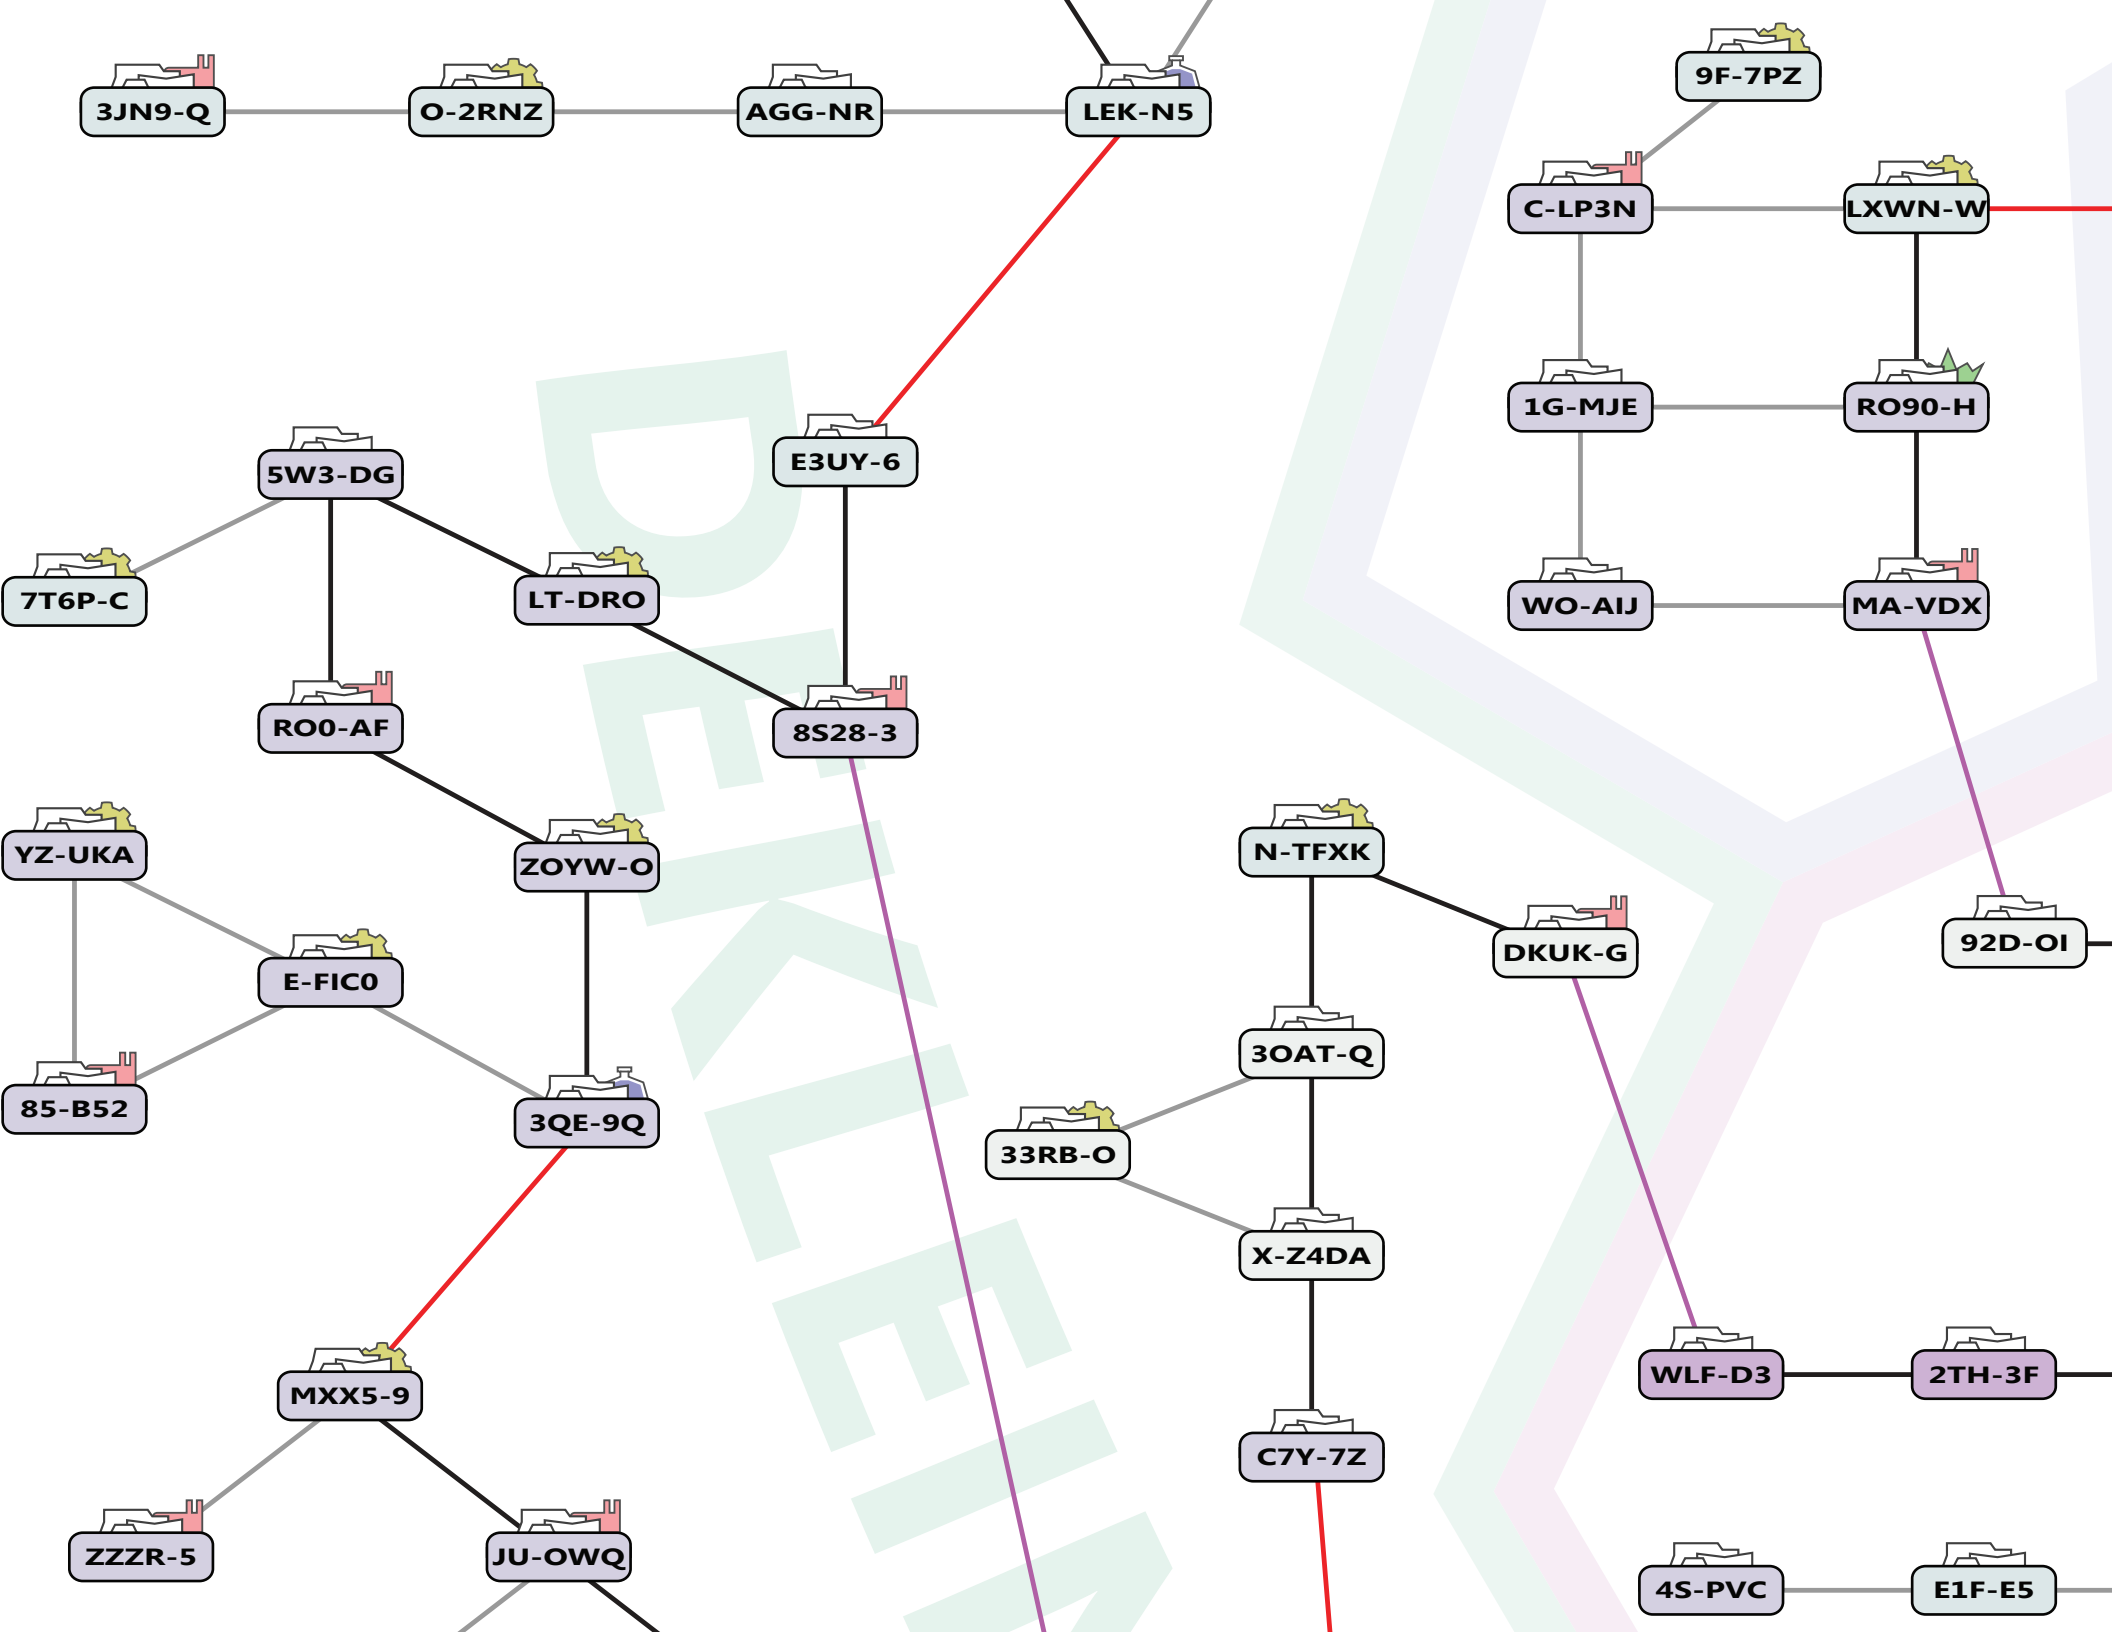 9F-7PZ
3JN9-Q
O-2RNZ
AGG-NR
LEK-N5
C-LP3N
LXWN-W
1G-MJE
RO90-H
E3UY-6
5W3-DG
7T6P-C
LT-DRO
WO-AIJ
MA-VDX
RO0-AF
8S28-3
YZ-UKA
ZOYW-O
N-TFXK
92D-OI
DKUK-G
E-FIC0
3OAT-Q
85-B52
3QE-9Q
33RB-O
X-Z4DA
WLF-D3
2TH-3F
MXX5-9
C7Y-7Z
ZZZR-5
JU-OWQ
4S-PVC
E1F-E5
DEKLEIN